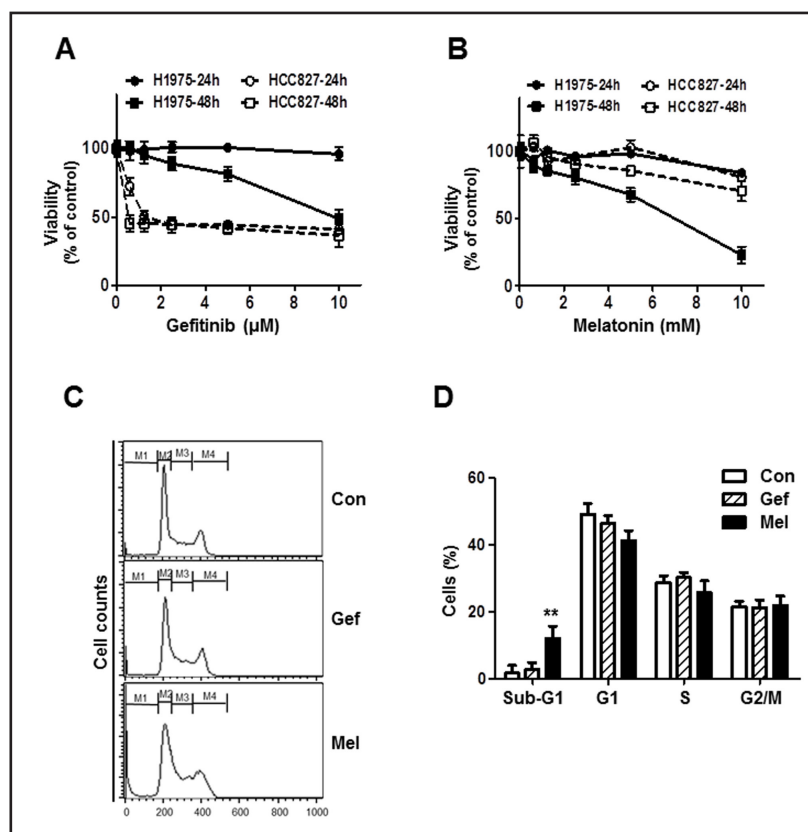 A
H1975-24h HCC827-24h
H1975-48h HCC827-48h
Viability
(% of control)
100
50
0
0 2 4 6 8 10
Gefitinib (µM)
B
H1975-24h HCC827-24h
H1975-48h HCC827-48h
Viability
(% of control)
100
50
0
0 2 4 6 8 10
Melatonin (mM)
C
Cell counts
M1 M2 M3 M4
Con
M1 M2 M3 M4
Gef
M1 M2 M3 M4
Mel
0 200 400 600 800 1000
D
Cells (%)
60
40
20
0
Con
Gef
Mel
**
Sub-G1 G1 S G2/M